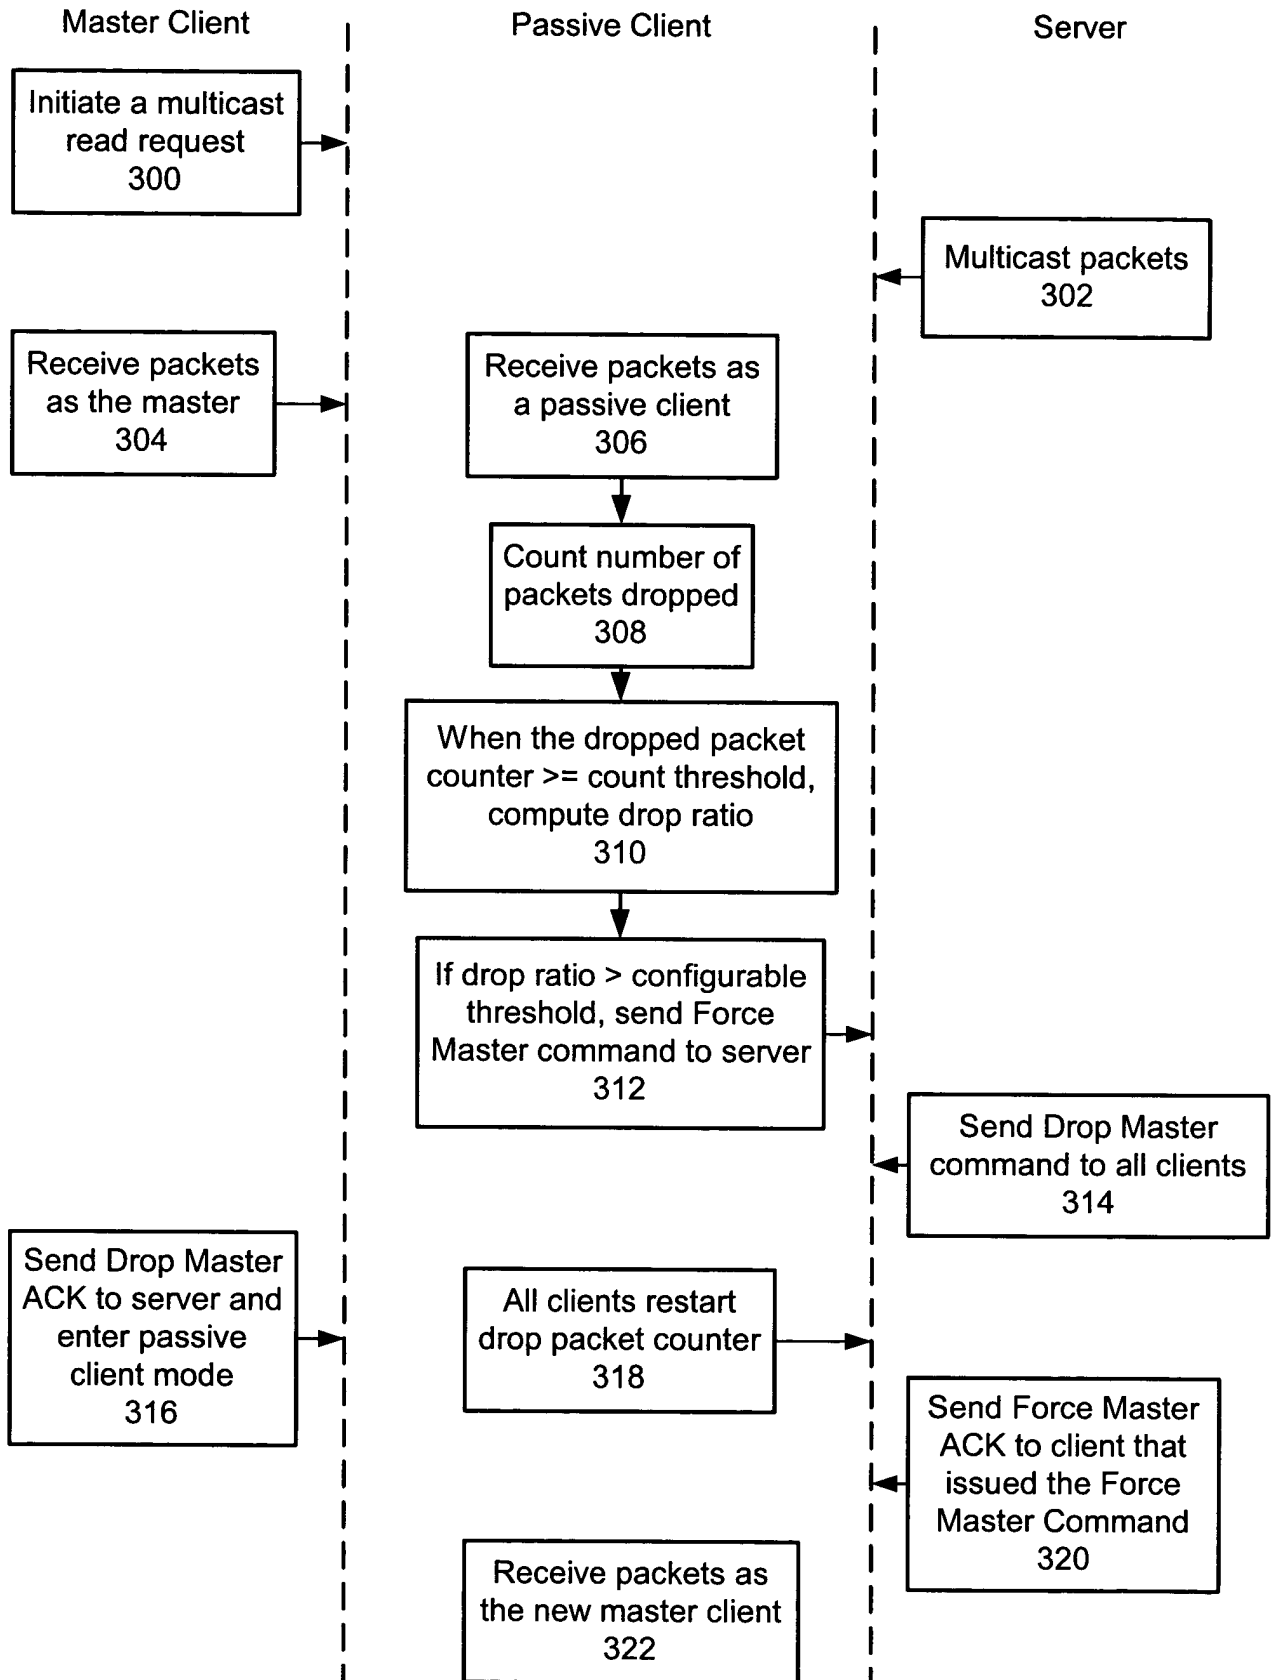 Master Client
Passive Client
Server
Initiate a multicast
read request
300
Multicast packets
302
Receive packets
as the master
304
Receive packets as
a passive client
306
Count number of
packets dropped
308
When the dropped packet
counter >= count threshold,
compute drop ratio
310
If drop ratio > configurable
threshold, send Force
Master command to server
312
Send Drop Master
command to all clients
314
Send Drop Master
ACK to server and
enter passive
client mode
316
All clients restart
drop packet counter
318
Send Force Master
ACK to client that
issued the Force
Master Command
320
Receive packets as
the new master client
322